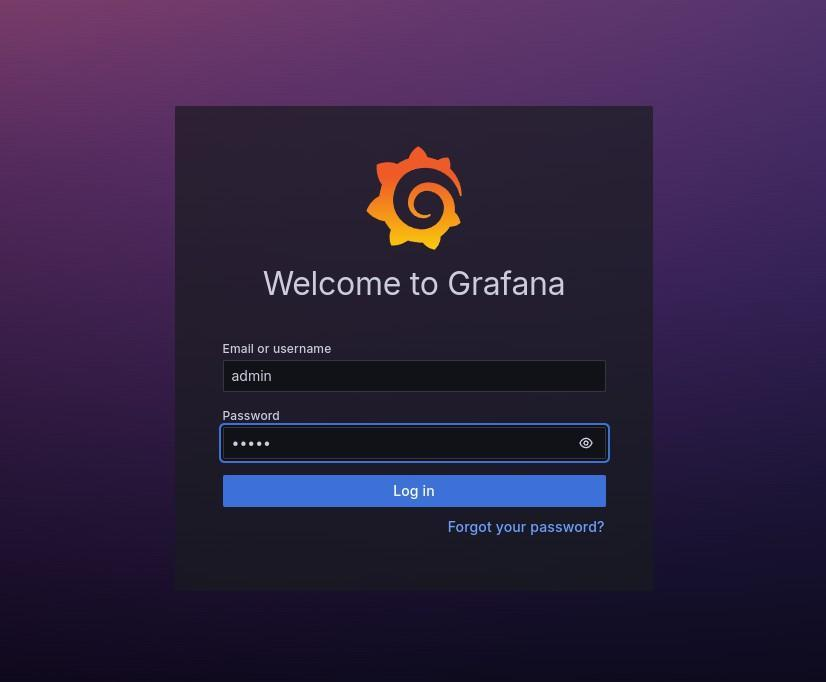 Welcome to Grafana
Email or username
admin
Password
•••••
Log in
Forgot your password?